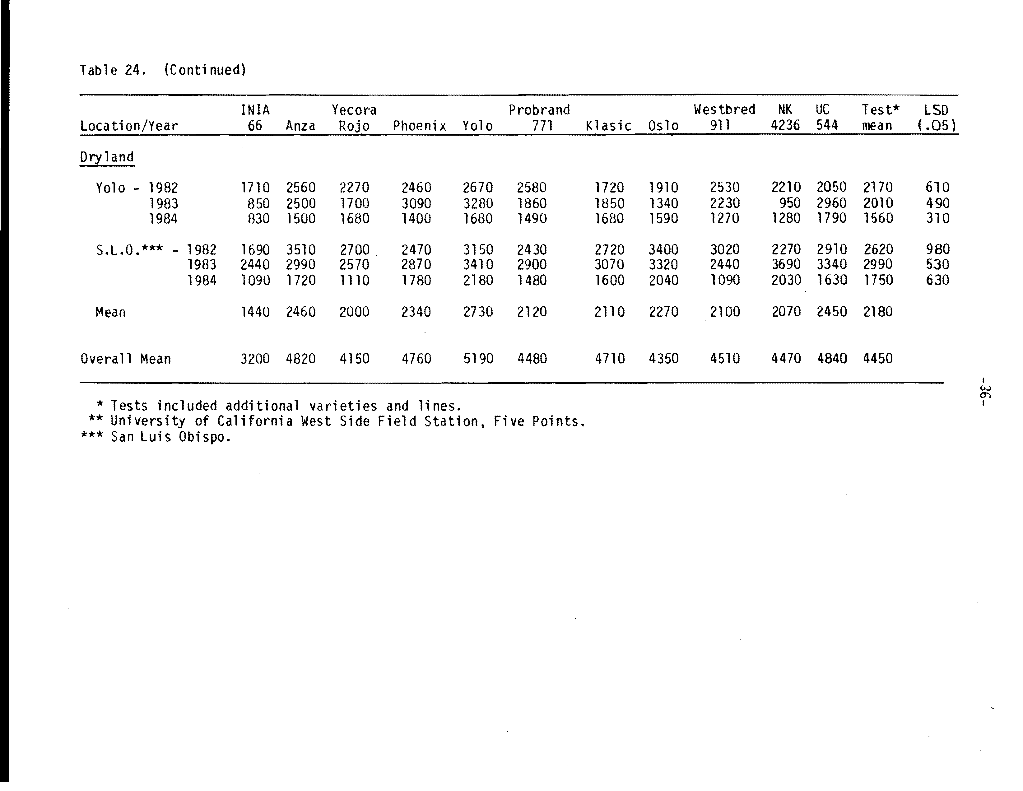 Table 24. (Continued)
INIA Yecora Probrand Westbred NK UC Test* LSD
Location/Year 66 Anza Rojo Phoenix Yolo 771 Klasic Oslo 911 4236 544 mean (.05)
Dryland
Yolo - 1982 1710 2560 2270 2460 2670 2580 1720 1910 2530 2210 2050 2170 610
1983 850 2500 1700 3090 3280 1860 1850 1340 2230 950 2960 2010 490
1984 830 1500 1680 1400 1680 1490 1680 1590 1270 1280 1790 1560 310
S.L.O.*** - 1982 1690 3510 2700 2470 3150 2430 2720 3400 3020 2270 2910 2620 980
1983 2440 2990 2570 2870 3410 2900 3070 3320 2440 3690 3340 2990 530
1984 1090 1720 1110 1780 2180 1480 1600 2040 1090 2030 1630 1750 630
Mean 1440 2460 2000 2340 2730 2120 2110 2270 2100 2070 2450 2180
Overall Mean 3200 4820 4150 4760 5190 4480 4710 4350 4510 4470 4840 4450
* Tests included additional varieties and lines.
** University of California West Side Field Station, Five Points.
*** San Luis Obispo.
-36-